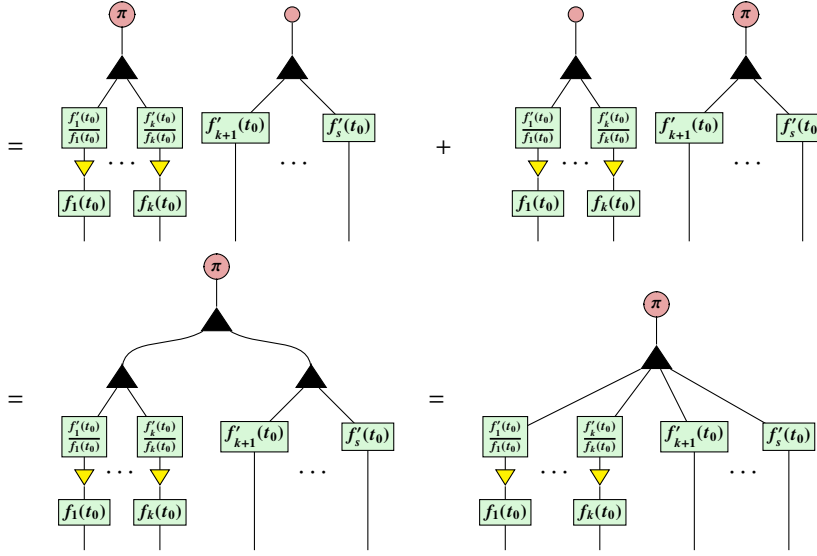 π π
f′1(t0)/f1(t0) f′k(t0)/fk(t0) f′k+1(t0) f′s(t0) f′1(t0)/f1(t0) f′k(t0)/fk(t0) f′k+1(t0) f′s(t0)
= ··· ··· + ··· ···
f1(t0) fk(t0) f1(t0) fk(t0)
π π
= =
f′1(t0)/f1(t0) f′k(t0)/fk(t0) f′k+1(t0) f′s(t0) f′1(t0)/f1(t0) f′k(t0)/fk(t0) f′k+1(t0) f′s(t0)
··· ··· ··· ···
f1(t0) fk(t0) f1(t0) fk(t0)